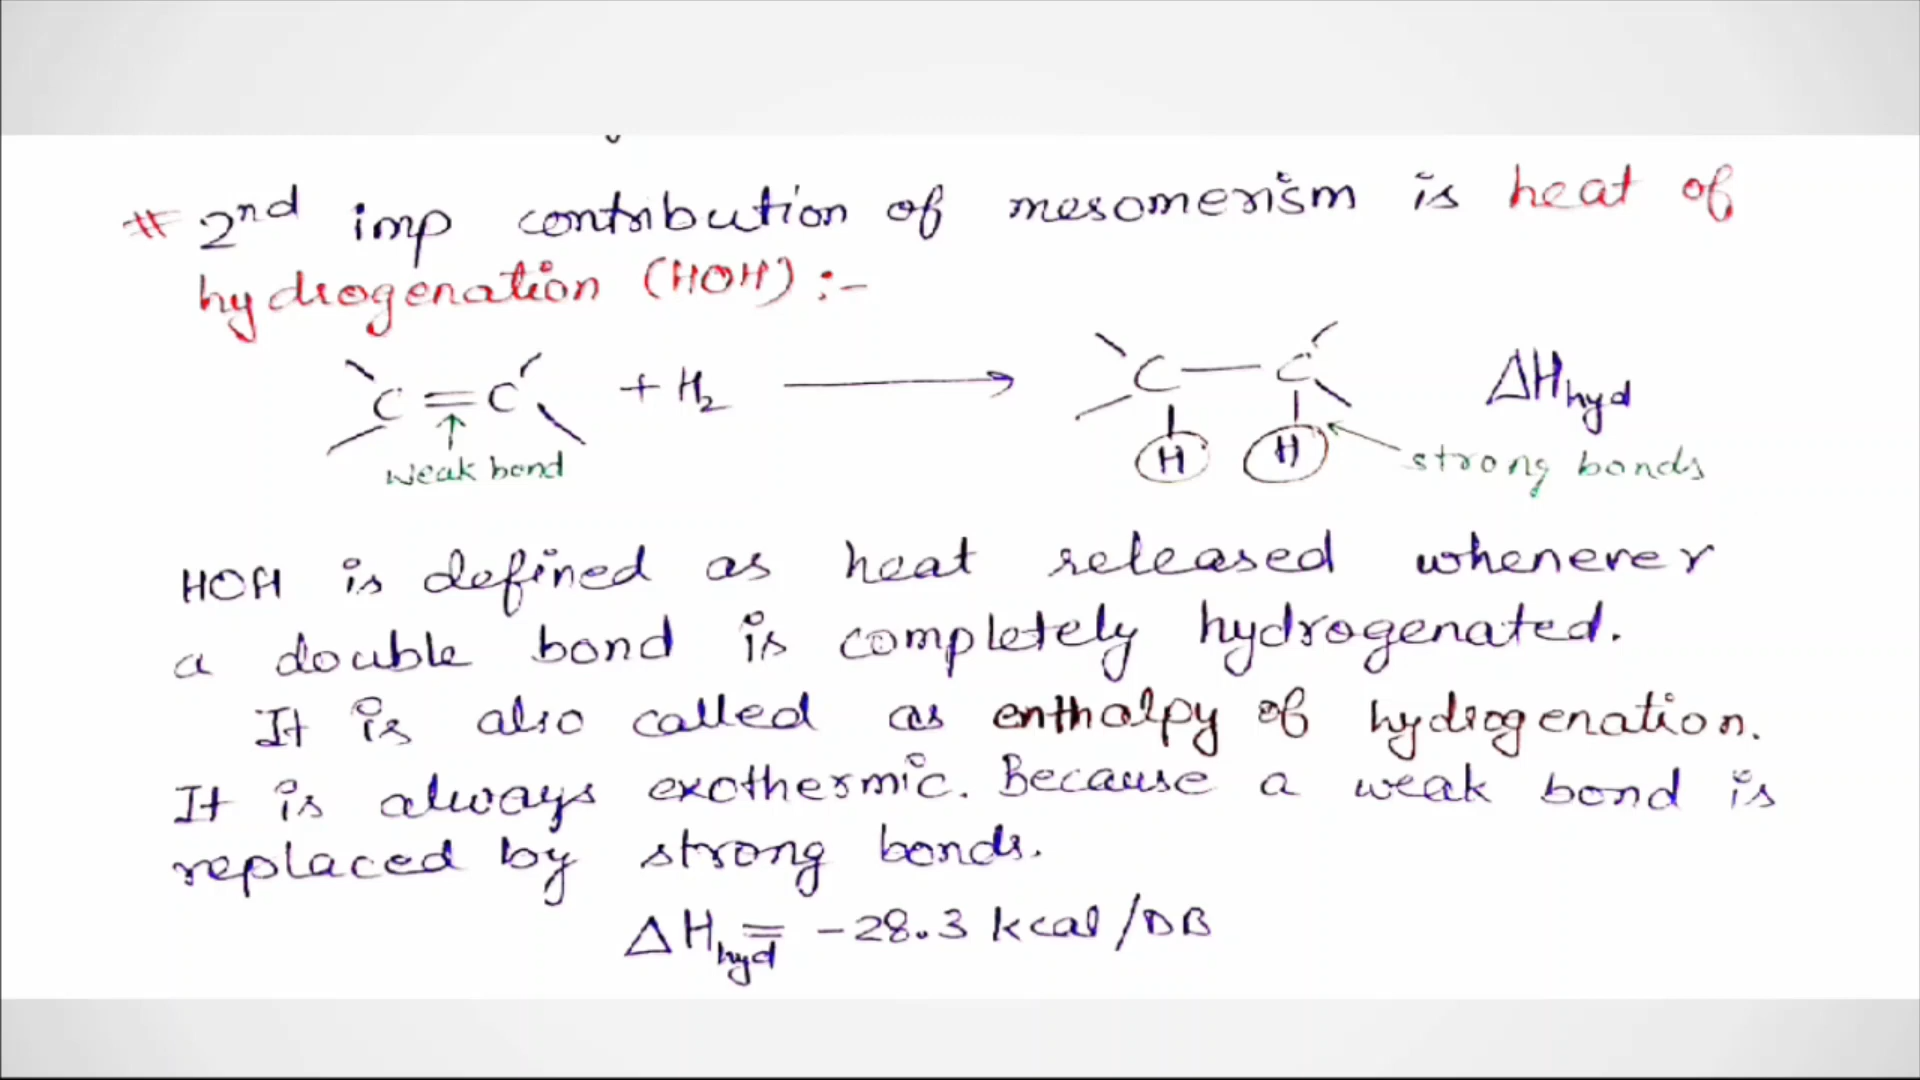 # 2nd imp contribution of mesomerism is heat of
hydrogenation (HOH) :-
C=C + H2 → C—C ΔHhyd
H H
weak bond
strong bonds
HOH is defined as heat released whenever
a double bond is completely hydrogenated.
It is also called as enthalpy of hydrogenation.
It is always exothermic. Because a weak bond is
replaced by strong bonds.
ΔHhyd = -28.3 kcal/DB